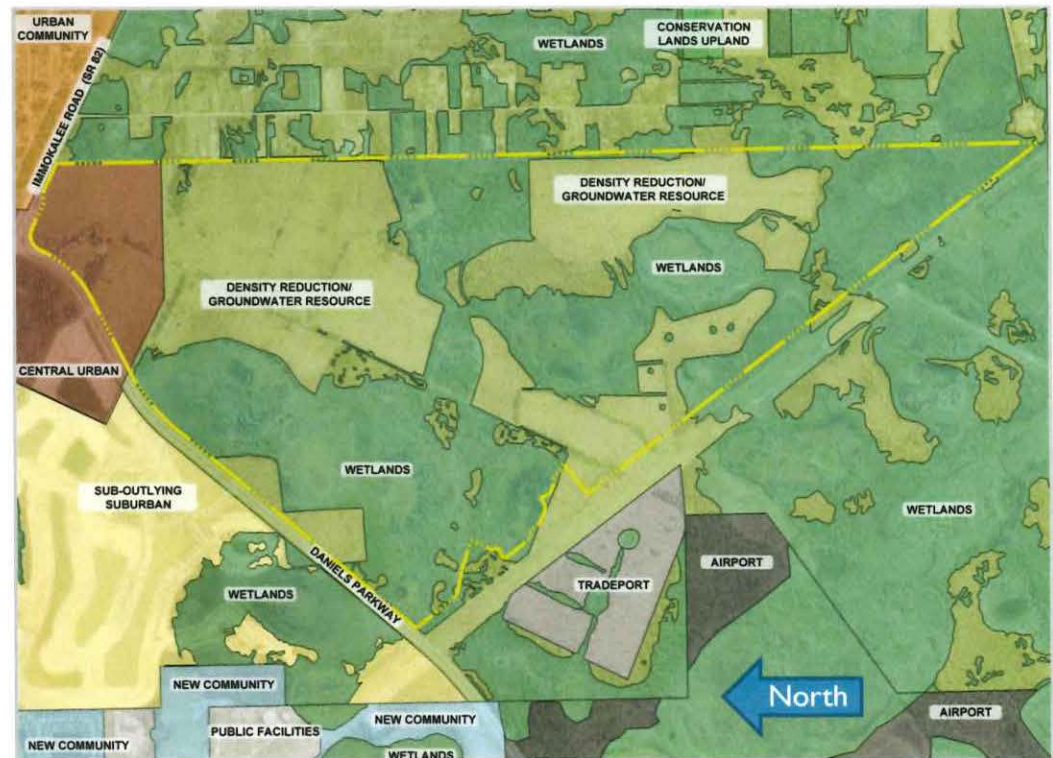 URBAN
COMMUNITY
IMMOKALEE ROAD (SR 82)
WETLANDS
CONSERVATION
LANDS UPLAND
DENSITY REDUCTION/
GROUNDWATER RESOURCE
WETLANDS
DENSITY REDUCTION/
GROUNDWATER RESOURCE
CENTRAL URBAN
WETLANDS
SUB-OUTLYING
SUBURBAN
WETLANDS
DANIELS PARKWAY
AIRPORT
TRADEPORT
WETLANDS
NEW COMMUNITY
North
NEW COMMUNITY
AIRPORT
PUBLIC FACILITIES
NEW COMMUNITY
WETLANDS